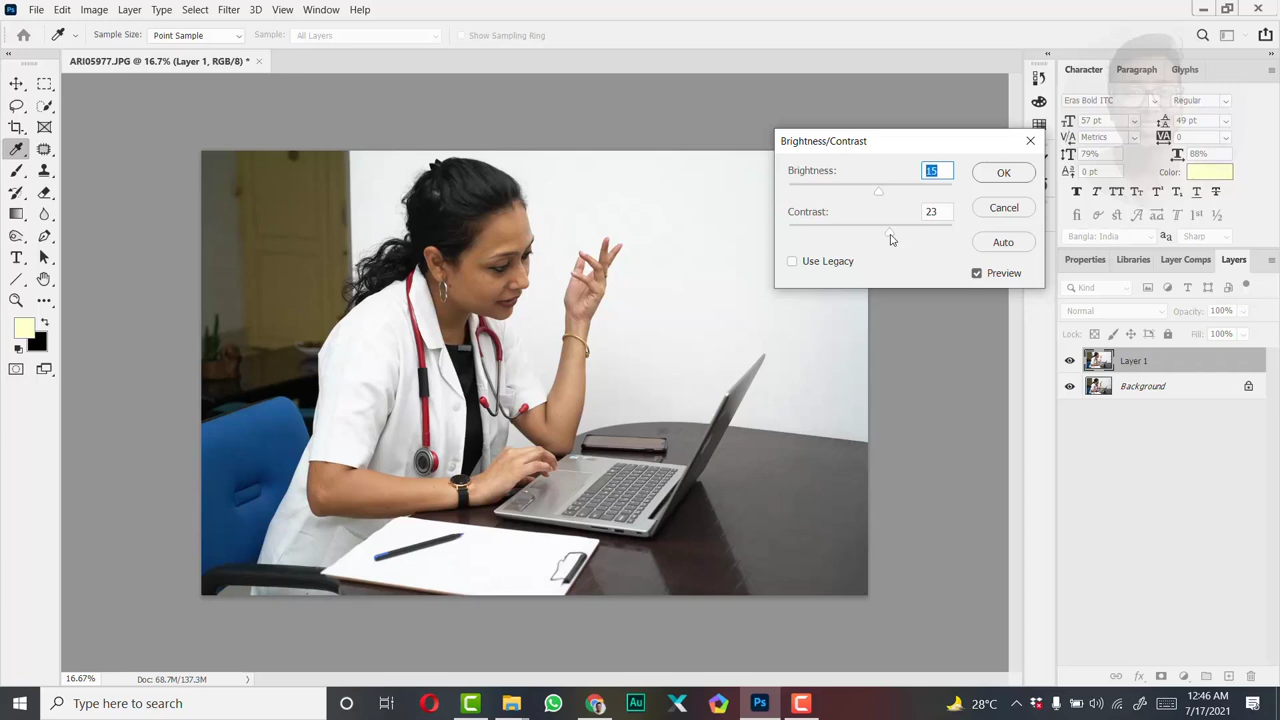 Ps File Edit Image Layer Type Select Filter 3D View Window Help
Sample Size: Point Sample Sample: All Layers Show Sampling Ring
ARI05977.JPG @ 16.7% (Layer 1, RGB/8) *
Character Paragraph Glyphs
Eras Bold ITC Regular
57 pt 49 pt
Metrics 0
79% 88%
0 pt Color:
Bangla: India Sharp
Brightness/Contrast
Brightness: 15 OK
Contrast: 23 Cancel
Auto
Use Legacy
Preview
Properties Libraries Layer Comps Layers
Kind
Normal Opacity: 100%
Lock: Fill: 100%
Layer 1
Background
16.67% Doc: 68.7M/137.3M
Type here to search
Au Ps
28°C
12:46 AM
7/17/2021